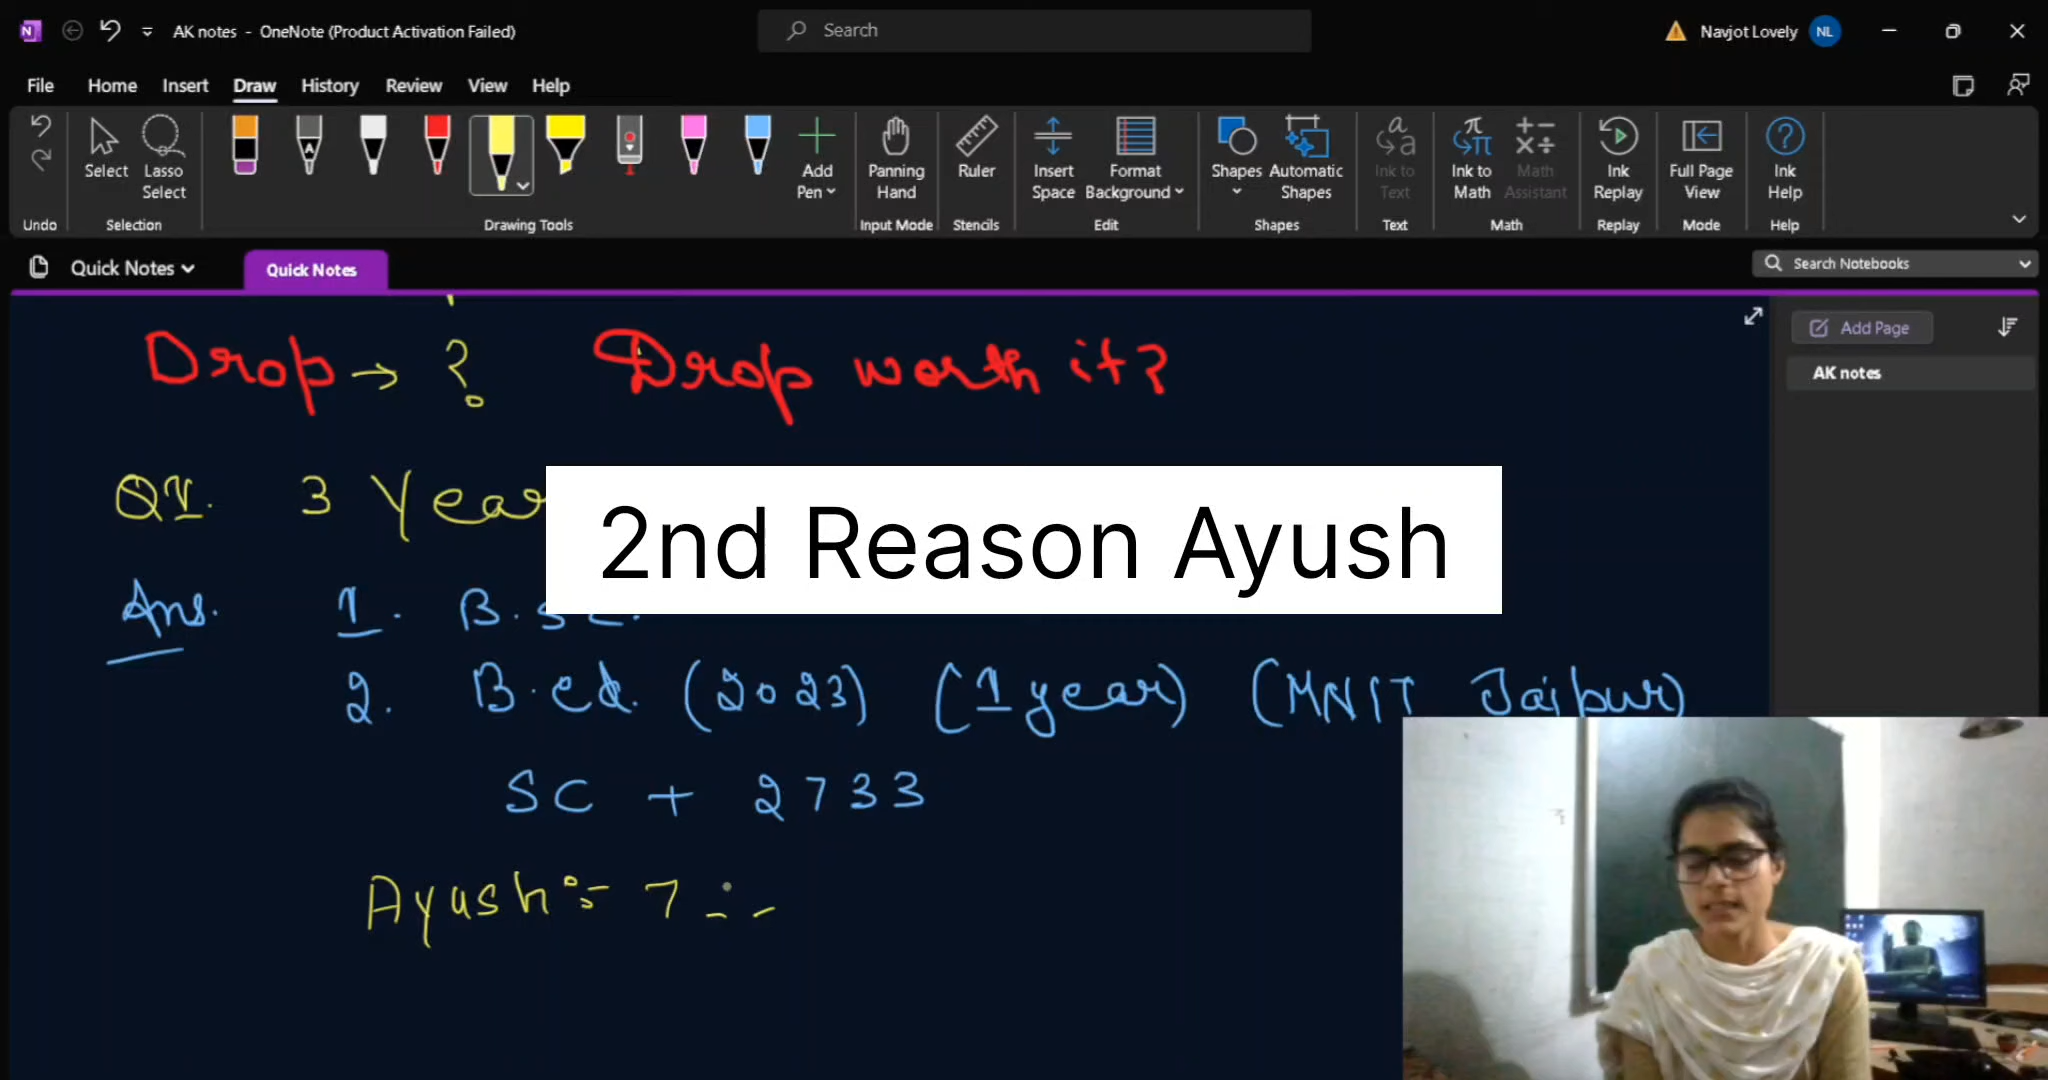 AK notes - OneNote (Product Activation Failed)
Search
Navjot Lovely NL
File Home Insert Draw History Review View Help
Undo
Select
Lasso Select
Selection
Drawing Tools
Add Pen
Panning Hand
Input Mode
Ruler
Stencils
Insert Space
Format Background
Edit
Shapes
Automatic Shapes
Shapes
Ink to Text
Text
Ink to Math
Math Assistant
Math
Ink Replay
Replay
Full Page View
Mode
Ink Help
Help
Quick Notes
Quick Notes
Search Notebooks
Add Page
AK notes
Drop → ? Drop worth it?
Q1. 3 Year
2nd Reason Ayush
Ans. 1. B.Sc.
2. B.ed. (2023) (1 year) (MNIT Jaipur)
SC + 2733
Ayush:- 7 - -